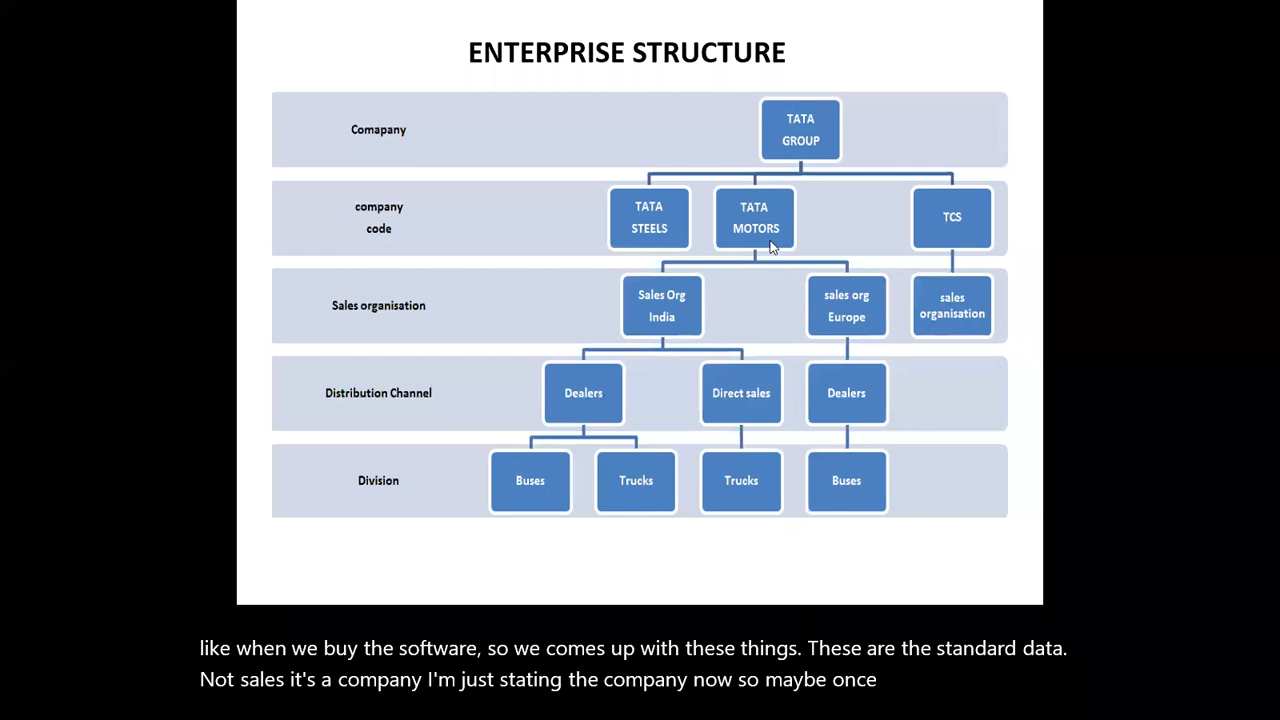 ENTERPRISE STRUCTURE
Comapany
TATA
GROUP
company
code
TATA
STEELS
TATA
MOTORS
TCS
Sales organisation
Sales Org
India
sales org
Europe
sales
organisation
Distribution Channel
Dealers
Direct sales
Dealers
Division
Buses
Trucks
Trucks
Buses
like when we buy the software, so we comes up with these things. These are the standard data.
Not sales it's a company I'm just stating the company now so maybe once